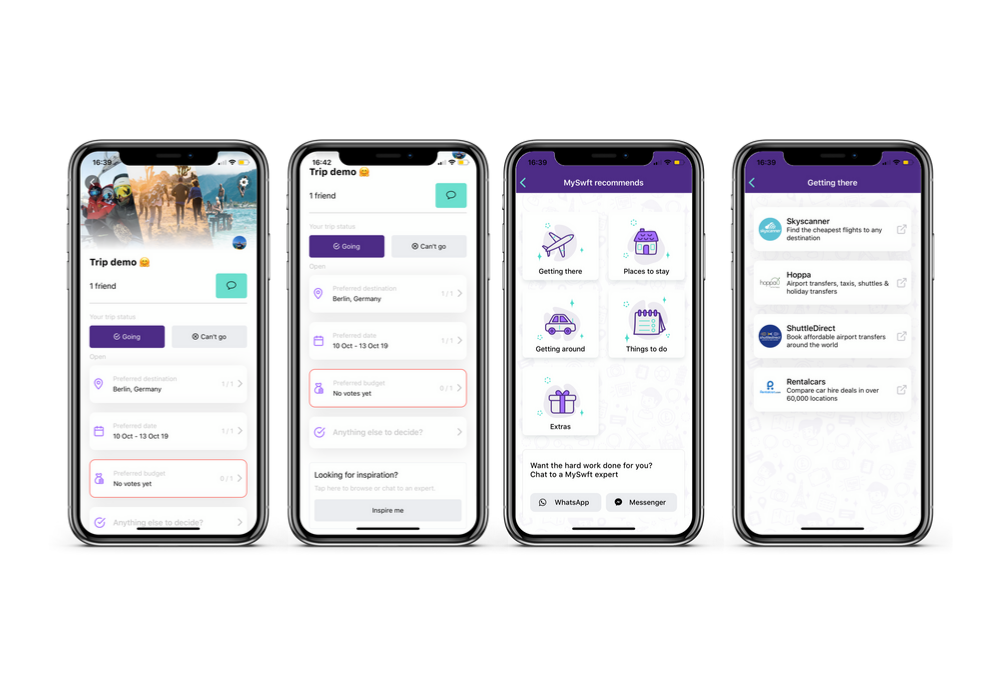 16:39
Trip demo 🤗
1 friend
Your trip status
Going
Can't go
Open
Preferred destination
1 / 1
Berlin, Germany
Preferred date
1 / 1
10 Oct - 13 Oct 19
Preferred budget
0 / 1
No votes yet
Anything else to decide?
16:42
Trip demo 🤗
1 friend
Your trip status
Going
Can't go
Open
Preferred destination
1 / 1
Berlin, Germany
Preferred date
1 / 1
10 Oct - 13 Oct 19
Preferred budget
0 / 1
No votes yet
Anything else to decide?
Looking for inspiration?
Tap here to browse or chat to an expert.
Inspire me
16:39
MySwft recommends
Getting there
Places to stay
Getting around
Things to do
Extras
Want the hard work done for you?
Chat to a MySwft expert
WhatsApp
Messenger
16:39
Getting there
skyscanner
Skyscanner
Find the cheapest flights to any
destination
hoppa
Hoppa
Airport transfers, taxis, shuttles &
holiday transfers
ShuttleDirect
Book affordable airport transfers
around the world
Rentalcars
Compare car hire deals in over
60,000 locations